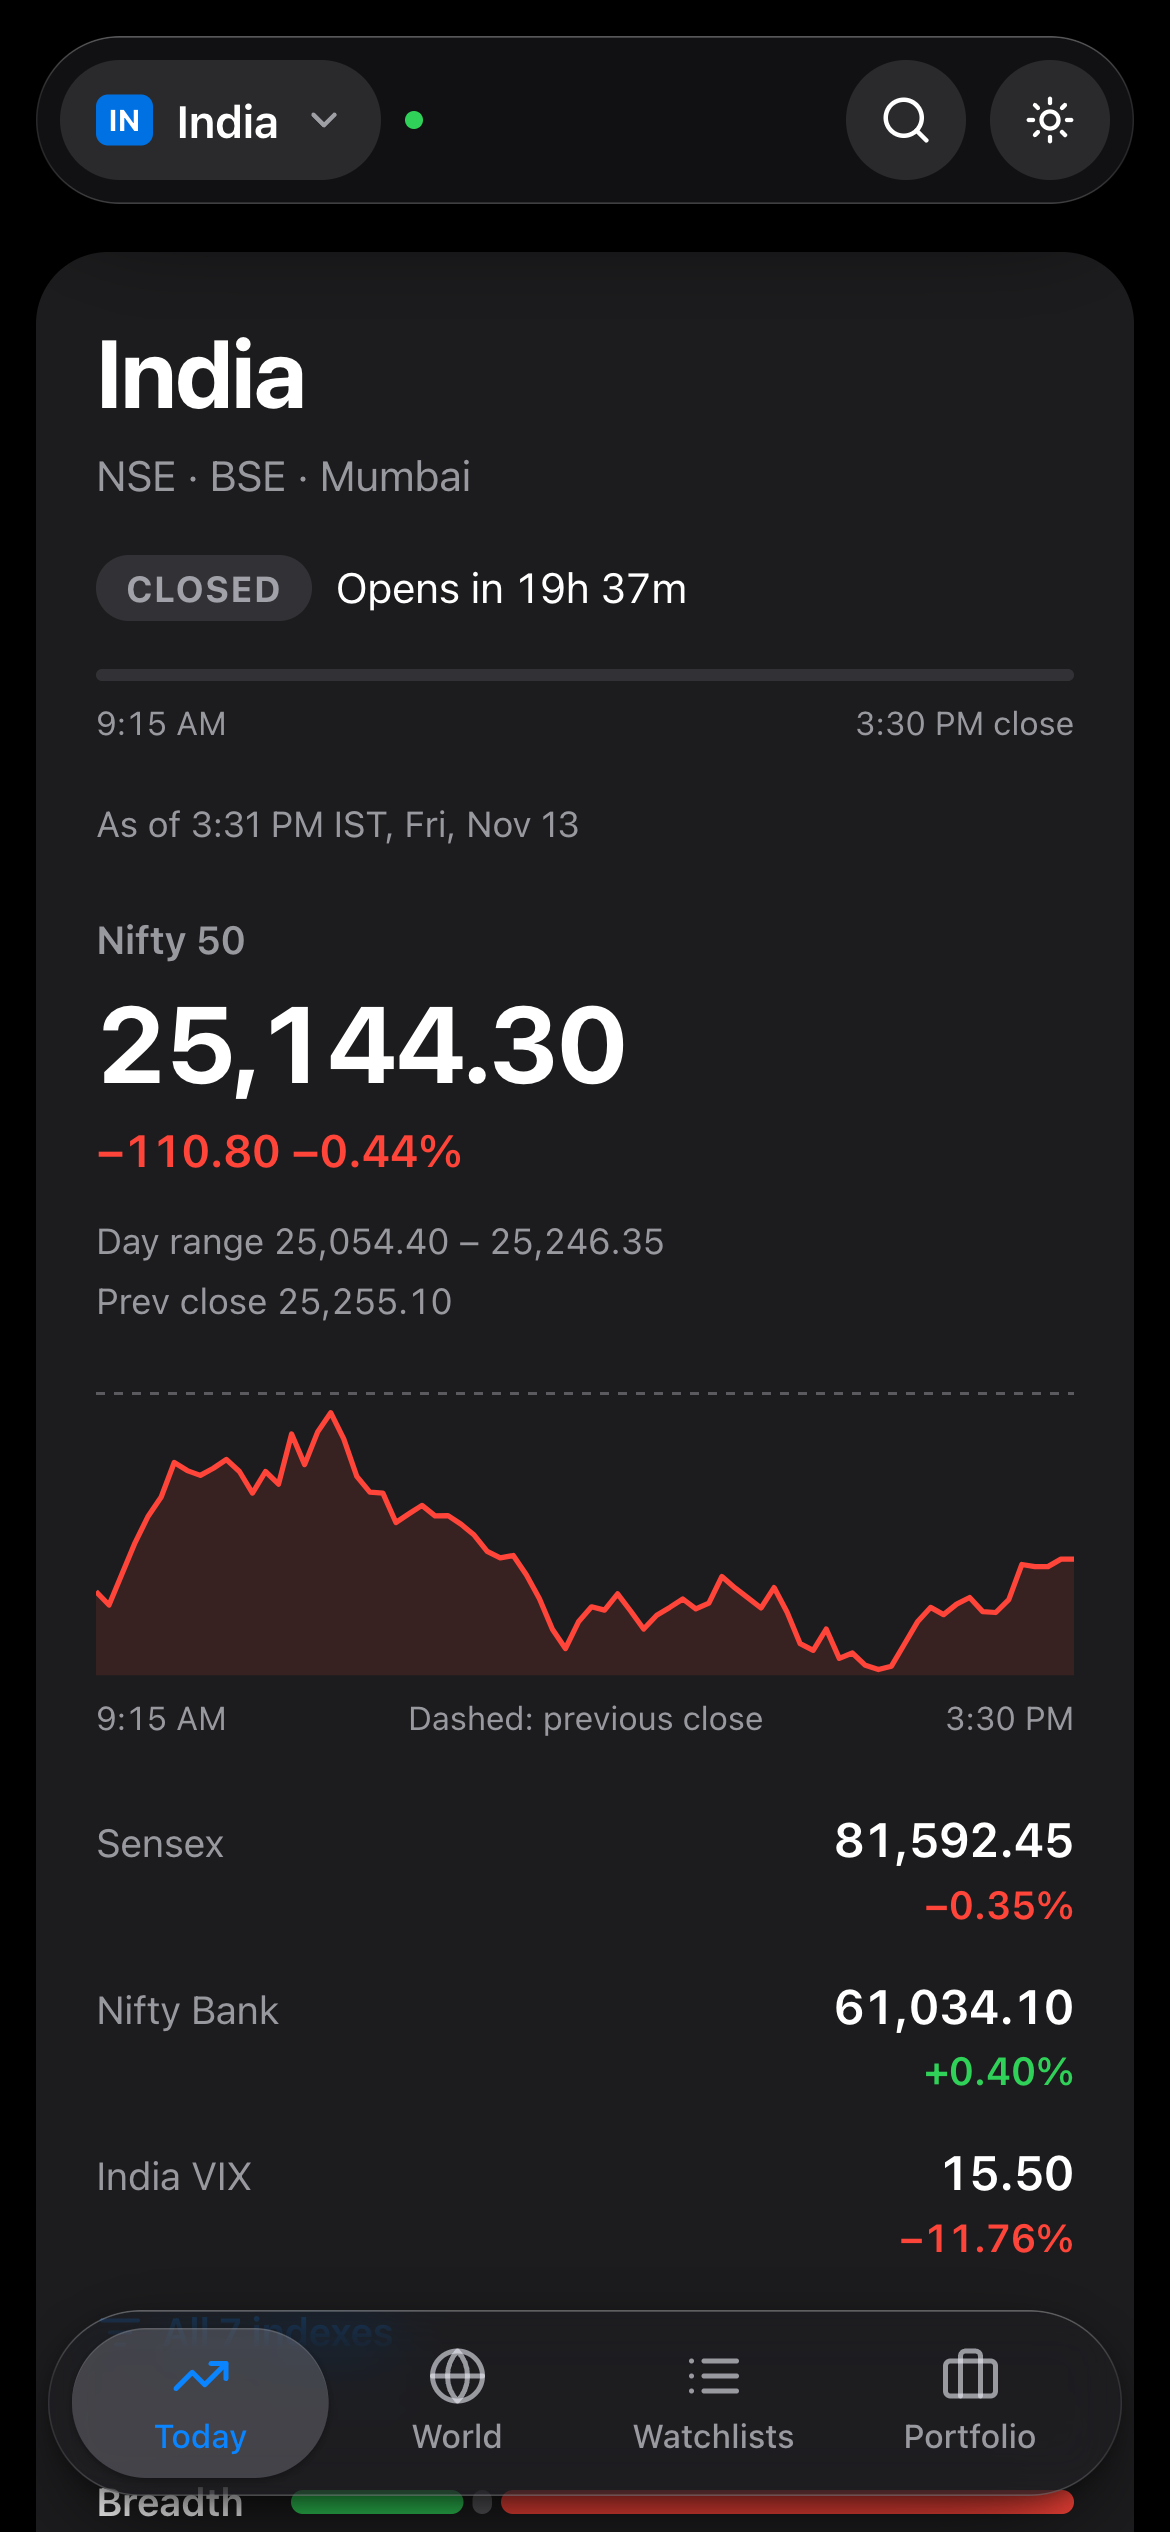 IN India
India
NSE · BSE · Mumbai
CLOSED Opens in 19h 37m
9:15 AM 3:30 PM close
As of 3:31 PM IST, Fri, Nov 13
Nifty 50
25,144.30
−110.80 −0.44%
Day range 25,054.40 – 25,246.35
Prev close 25,255.10
9:15 AM Dashed: previous close 3:30 PM
Sensex 81,592.45
−0.35%
Nifty Bank 61,034.10
+0.40%
India VIX 15.50
−11.76%
All 7 indexes
Today World Watchlists Portfolio
Breadth